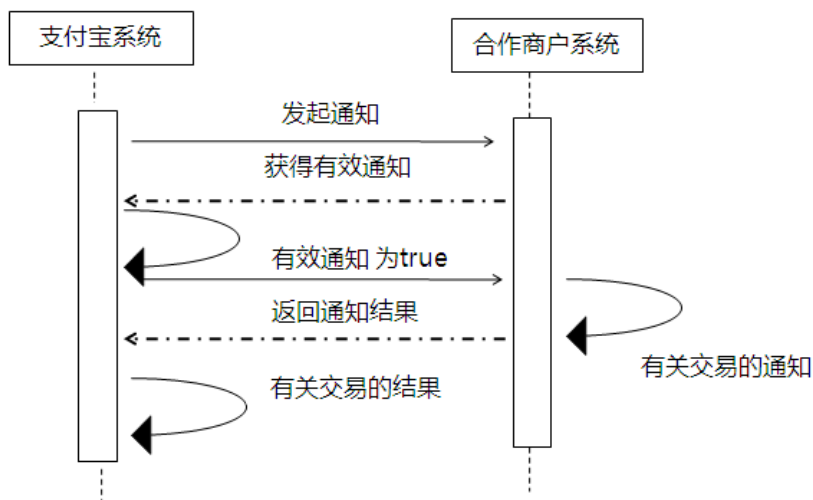 支付宝系统
合作商户系统
发起通知
获得有效通知
有效通知 为true
返回通知结果
有关交易的通知
有关交易的结果